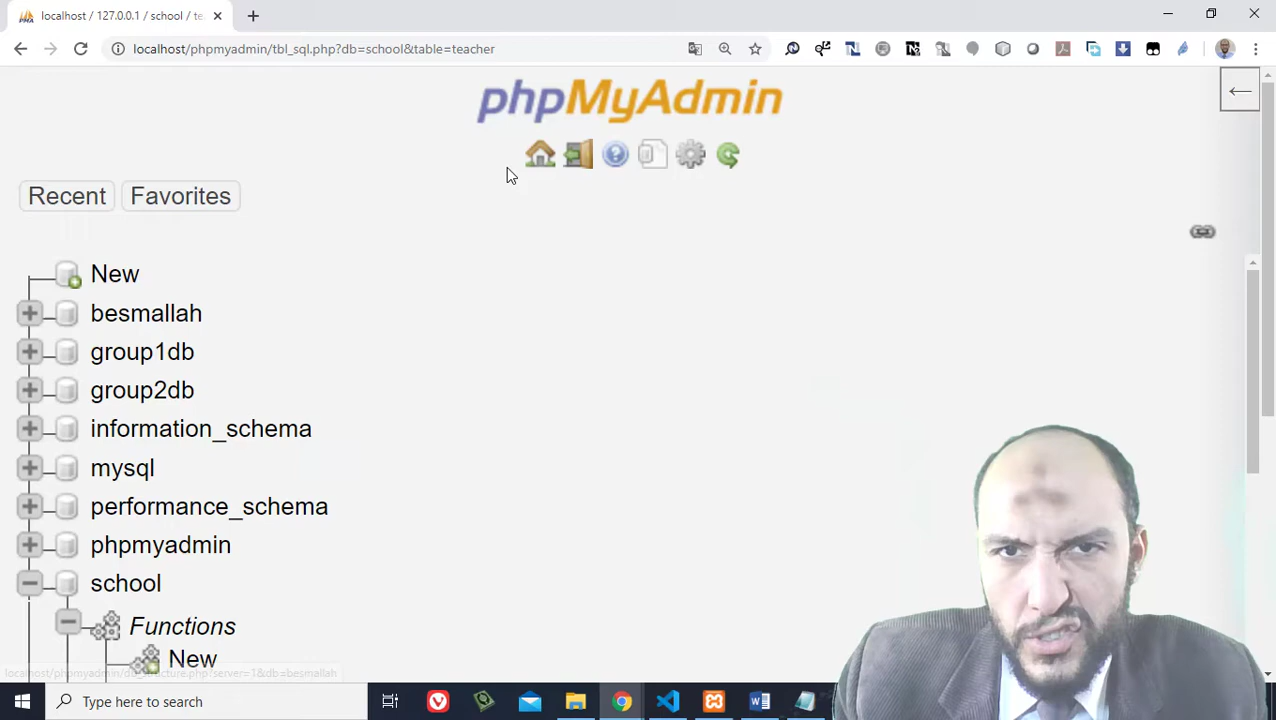 localhost / 127.0.0.1 / school / te
localhost/phpmyadmin/tbl_sql.php?db=school&table=teacher
phpMyAdmin
Recent
Favorites
New
besmallah
group1db
group2db
information_schema
mysql
performance_schema
phpmyadmin
school
Functions
New
Type here to search